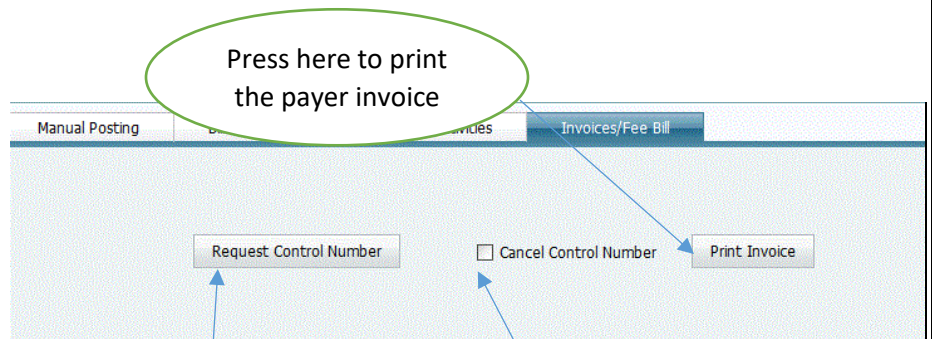 Press here to print
the payer invoice
Manual Posting
Invoices/Fee Bill
Request Control Number
Cancel Control Number
Print Invoice